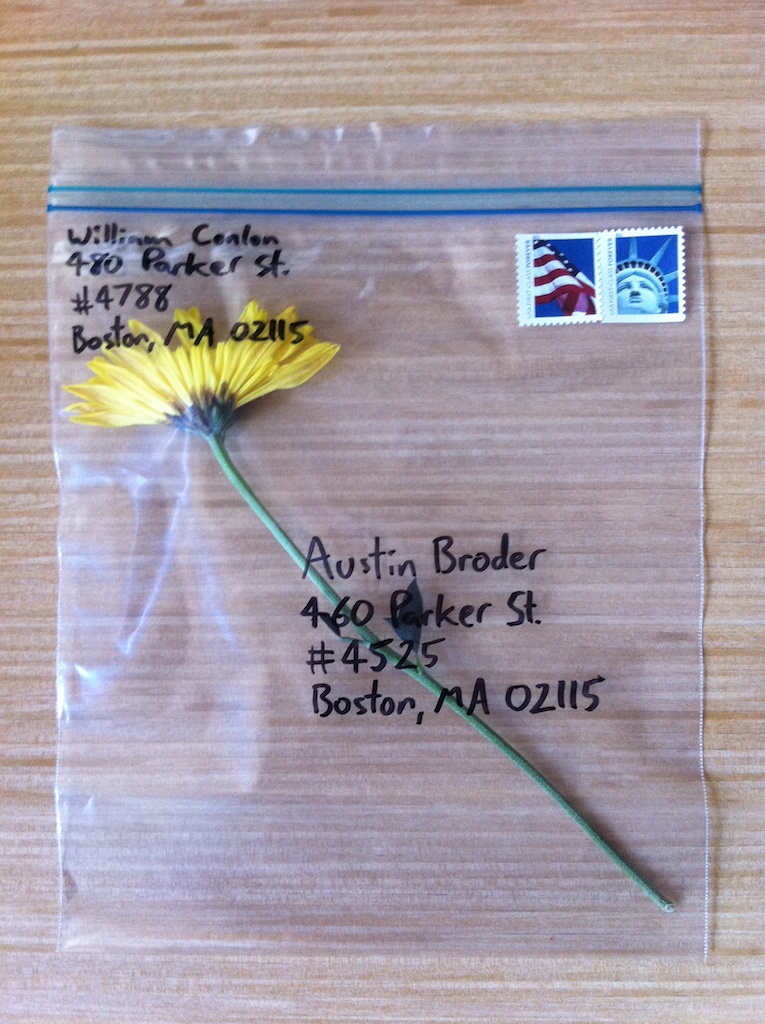 William Conlon
480 Parker St.
#4788
Boston, MA 02115
USA FIRST-CLASS FOREVER
USA FIRST-CLASS FOREVER
Austin Broder
460 Parker St.
#4525
Boston, MA 02115